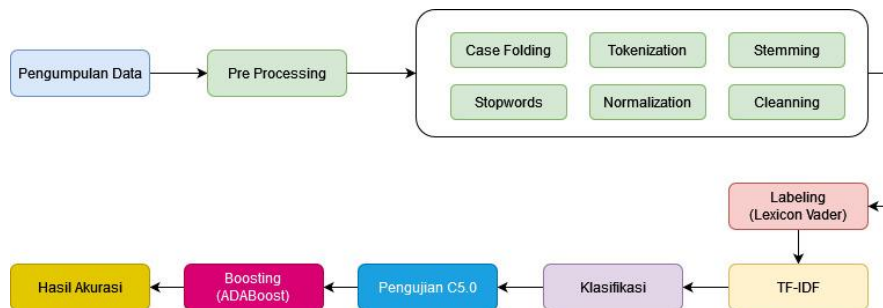 Pengumpulan Data
Pre Processing
Case Folding
Tokenization
Stemming
Stopwords
Normalization
Cleanning
Labeling
(Lexicon Vader)
TF-IDF
Klasifikasi
Pengujian C5.0
Boosting
(ADABoost)
Hasil Akurasi